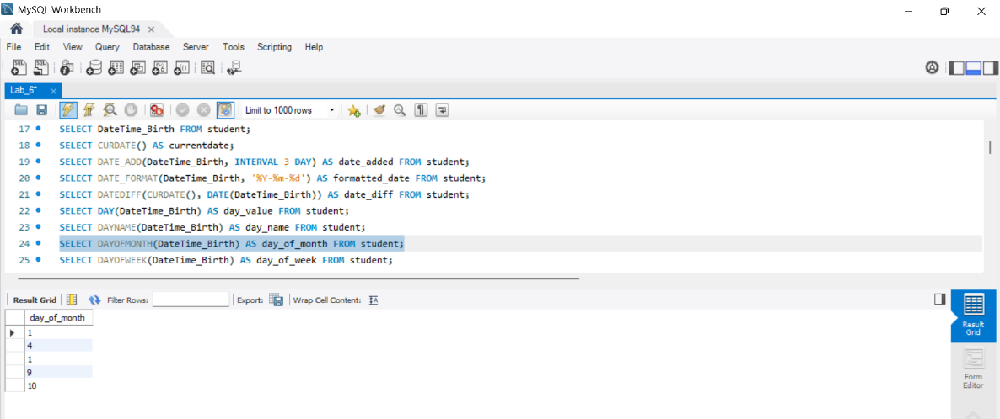 MySQL Workbench
Local instance MySQL94
File Edit View Query Database Server Tools Scripting Help
Lab_6*
Limit to 1000 rows
17 SELECT DateTime_Birth FROM student;
18 SELECT CURDATE() AS currentdate;
19 SELECT DATE_ADD(DateTime_Birth, INTERVAL 3 DAY) AS date_added FROM student;
20 SELECT DATE_FORMAT(DateTime_Birth, '%Y-%m-%d') AS formatted_date FROM student;
21 SELECT DATEDIFF(CURDATE(), DATE(DateTime_Birth)) AS date_diff FROM student;
22 SELECT DAY(DateTime_Birth) AS day_value FROM student;
23 SELECT DAYNAME(DateTime_Birth) AS day_name FROM student;
24 SELECT DAYOFMONTH(DateTime_Birth) AS day_of_month FROM student;
25 SELECT DAYOFWEEK(DateTime_Birth) AS day_of_week FROM student;
Result Grid Filter Rows: Export: Wrap Cell Content: IA
day_of_month
1
4
1
9
10
Result
Grid
Form
Editor